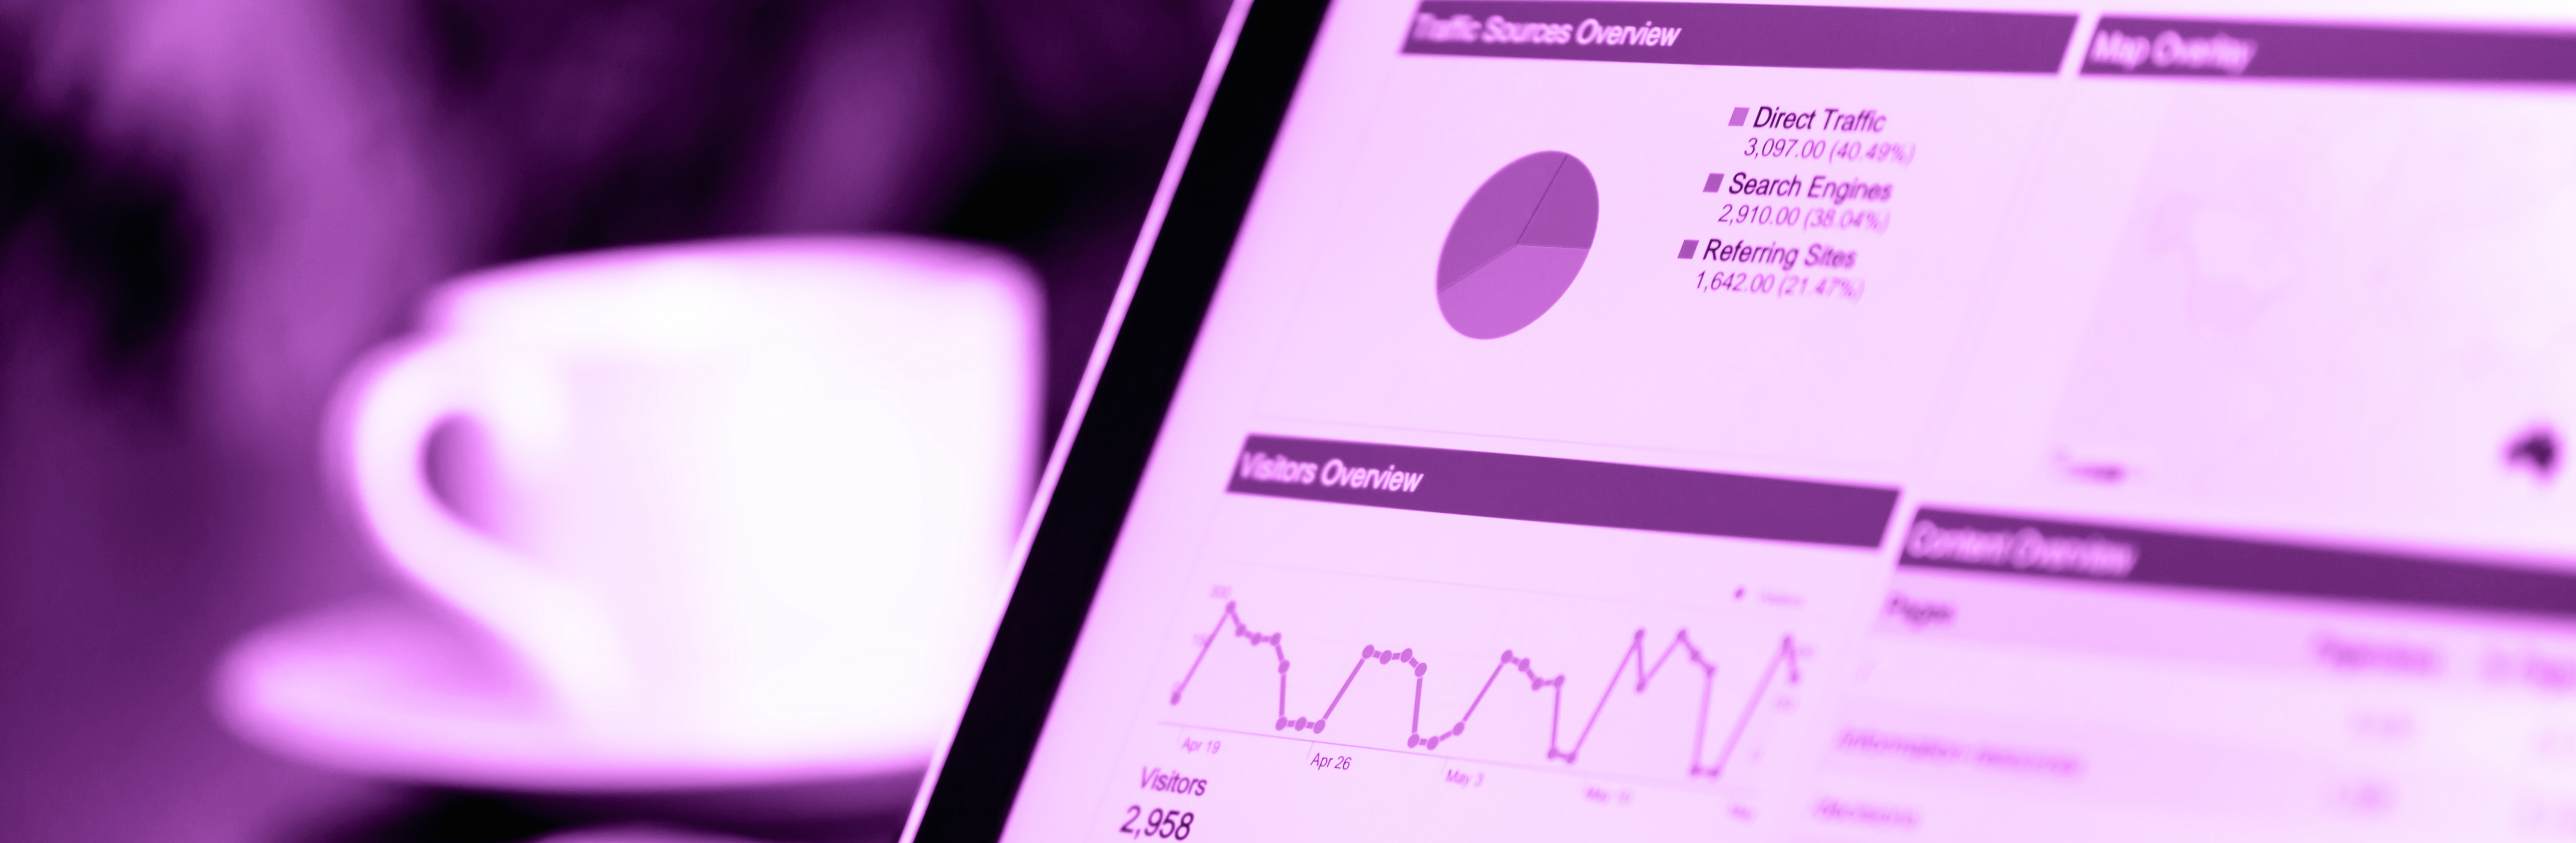 Traffic Sources Overview
Map Overlay
Direct Traffic
3,097.00 (40.49%)
Search Engines
2,910.00 (38.04%)
Referring Sites
1,642.00 (21.47%)
Visitors Overview
Content Overview
Pages
300
Apr 19
Apr 26
May 3
Visitors
2,958